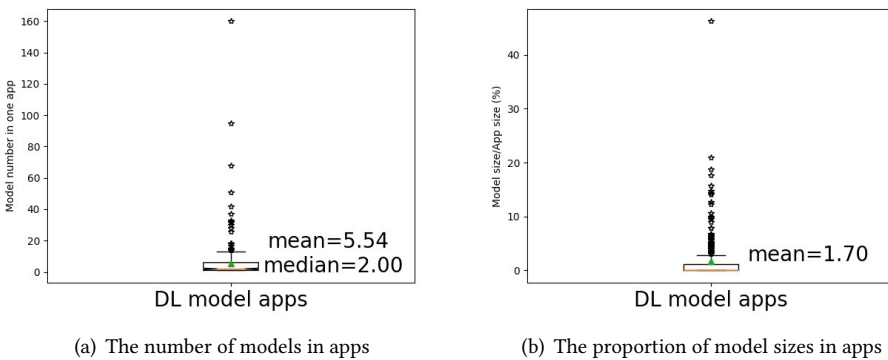 160
140
120
100
80
60
40
20
0
Model number in one app
mean=5.54
median=2.00
DL model apps
(a) The number of models in apps
40
30
20
10
0
Model size/App size (%)
mean=1.70
DL model apps
(b) The proportion of model sizes in apps